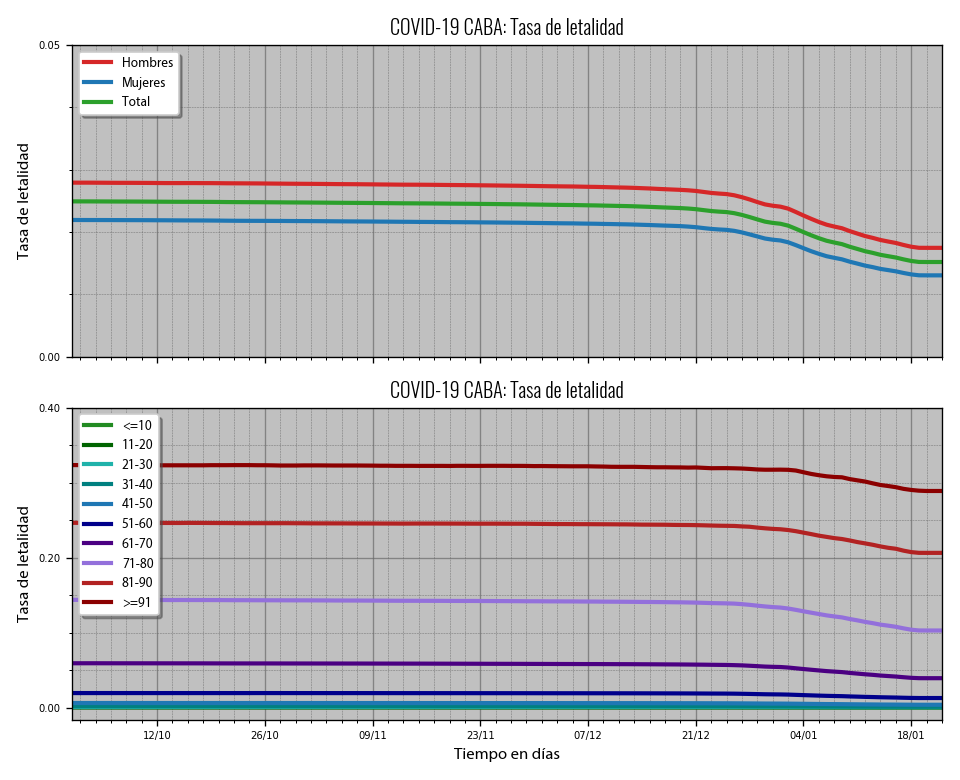 COVID-19 CABA: Tasa de letalidad
0.05
Hombres
Mujeres
Total
Tasa de letalidad
0.00
COVID-19 CABA: Tasa de letalidad
0.40
<=10
11-20
21-30
31-40
41-50
51-60
61-70
71-80
81-90
>=91
Tasa de letalidad
0.20
0.00
12/10 26/10 09/11 23/11 07/12 21/12 04/01 18/01
Tiempo en días